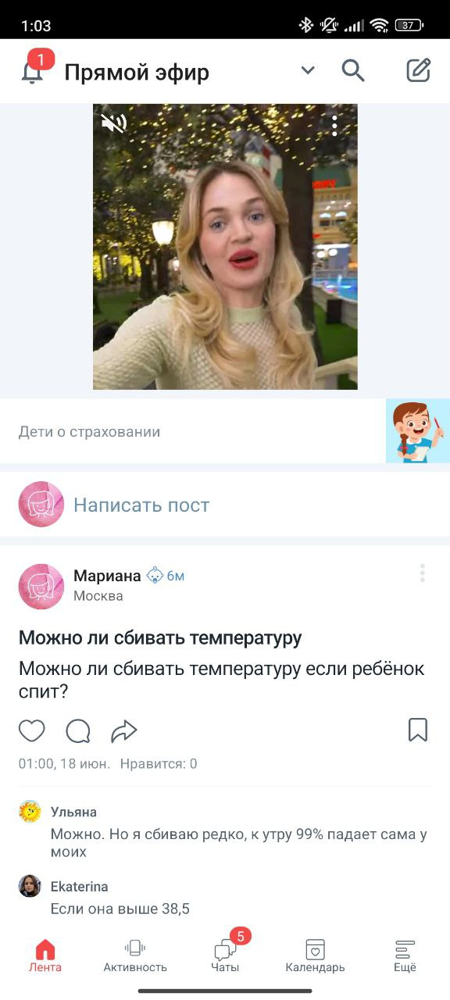 1:03
37
1
Прямой эфир
Дети о страховании
Написать пост
Мариана 6м
Москва
Можно ли сбивать температуру
Можно ли сбивать температуру если ребёнок
спит?
01:00, 18 июн. Нравится: 0
Ульяна
Можно. Но я сбиваю редко, к утру 99% падает сама у
моих
Ekaterina
Если она выше 38,5
5
Лента Активность Чаты Календарь Ещё